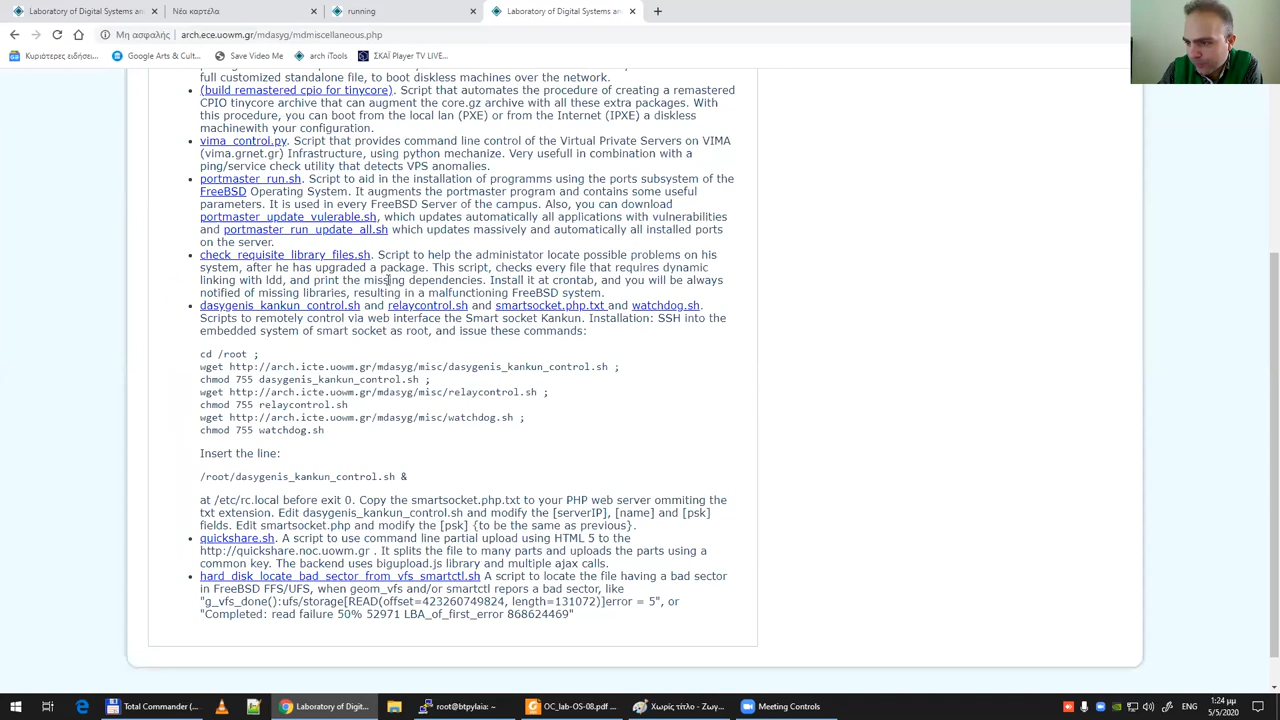 Laboratory of Digital Systems an
Νέα καρτέλα
running
Laboratory of Digital Systems an
Μη ασφαλής
arch.ece.uowm.gr/mdasyg/mdmiscellaneous.php
Κυριότερες ειδήσει...
Google Arts & Cult...
Save Video Me
arch iTools
ΣΚΑΪ Player TV LIVE...
full customized standalone file, to boot diskless machines over the network.
(build remastered cpio for tinycore). Script that automates the procedure of creating a remastered
CPIO tinycore archive that can augment the core.gz archive with all these extra packages. With
this procedure, you can boot from the local lan (PXE) or from the Internet (IPXE) a diskless
machinewith your configuration.
vima_control.py. Script that provides command line control of the Virtual Private Servers on VIMA
(vima.grnet.gr) Infrastructure, using python mechanize. Very usefull in combination with a
ping/service check utility that detects VPS anomalies.
portmaster_run.sh. Script to aid in the installation of programms using the ports subsystem of the
FreeBSD Operating System. It augments the portmaster program and contains some useful
parameters. It is used in every FreeBSD Server of the campus. Also, you can download
portmaster_update_vulerable.sh, which updates automatically all applications with vulnerabilities
and portmaster_run_update_all.sh which updates massively and automatically all installed ports
on the server.
check_requisite_library_files.sh. Script to help the administator locate possible problems on his
system, after he has upgraded a package. This script, checks every file that requires dynamic
linking with ldd, and print the missing dependencies. Install it at crontab, and you will be always
notified of missing libraries, resulting in a malfunctioning FreeBSD system.
dasygenis_kankun_control.sh and relaycontrol.sh and smartsocket.php.txt and watchdog.sh.
Scripts to remotely control via web interface the Smart socket Kankun. Installation: SSH into the
embedded system of smart socket as root, and issue these commands:
cd /root ;
wget http://arch.icte.uowm.gr/mdasyg/misc/dasygenis_kankun_control.sh ;
chmod 755 dasygenis_kankun_control.sh ;
wget http://arch.icte.uowm.gr/mdasyg/misc/relaycontrol.sh ;
chmod 755 relaycontrol.sh
wget http://arch.icte.uowm.gr/mdasyg/misc/watchdog.sh ;
chmod 755 watchdog.sh
Insert the line:
/root/dasygenis_kankun_control.sh &
at /etc/rc.local before exit 0. Copy the smartsocket.php.txt to your PHP web server ommiting the
txt extension. Edit dasygenis_kankun_control.sh and modify the [serverIP], [name] and [psk]
fields. Edit smartsocket.php and modify the [psk] {to be the same as previous}.
quickshare.sh. A script to use command line partial upload using HTML 5 to the
http://quickshare.noc.uowm.gr . It splits the file to many parts and uploads the parts using a
common key. The backend uses bigupload.js library and multiple ajax calls.
hard_disk_locate_bad_sector_from_vfs_smartctl.sh A script to locate the file having a bad sector
in FreeBSD FFS/UFS, when geom_vfs and/or smartctl repors a bad sector, like
"g_vfs_done():ufs/storage[READ(offset=423260749824, length=131072)]error = 5", or
"Completed: read failure 50% 52971 LBA_of_first_error 868624469"
Total Commander (...
Laboratory of Digit...
root@btpylaia: ~
OC_lab-OS-08.pdf ...
Χωρίς τίτλο - Ζωγ...
Meeting Controls
ENG
1:24 μμ
5/5/2020